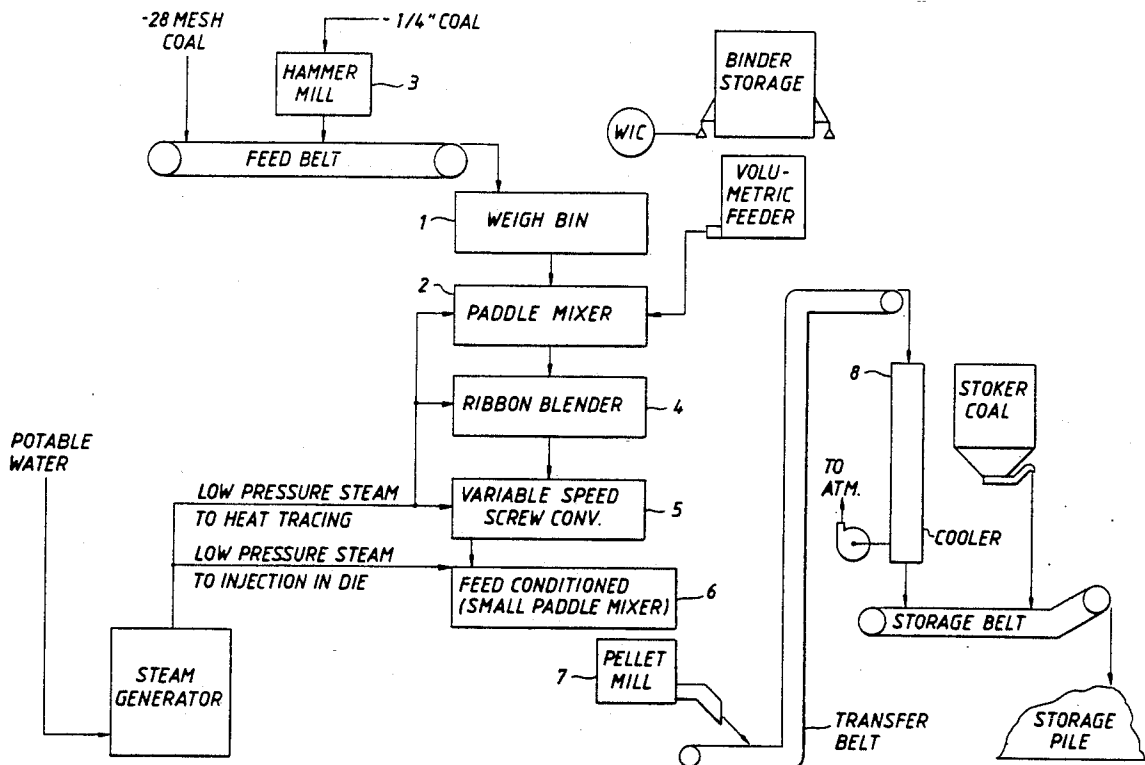 -28 MESH
COAL
- 1/4" COAL
HAMMER
MILL
3
FEED BELT
BINDER
STORAGE
WIC
VOLU-
METRIC
FEEDER
1
WEIGH BIN
2
PADDLE MIXER
RIBBON BLENDER
4
POTABLE
WATER
LOW PRESSURE STEAM
TO HEAT TRACING
VARIABLE SPEED
SCREW CONV.
5
LOW PRESSURE STEAM
TO INJECTION IN DIE
FEED CONDITIONED
(SMALL PADDLE MIXER)
6
STEAM
GENERATOR
7
PELLET
MILL
TRANSFER
BELT
8
TO
ATM.
COOLER
STOKER
COAL
STORAGE BELT
STORAGE
PILE